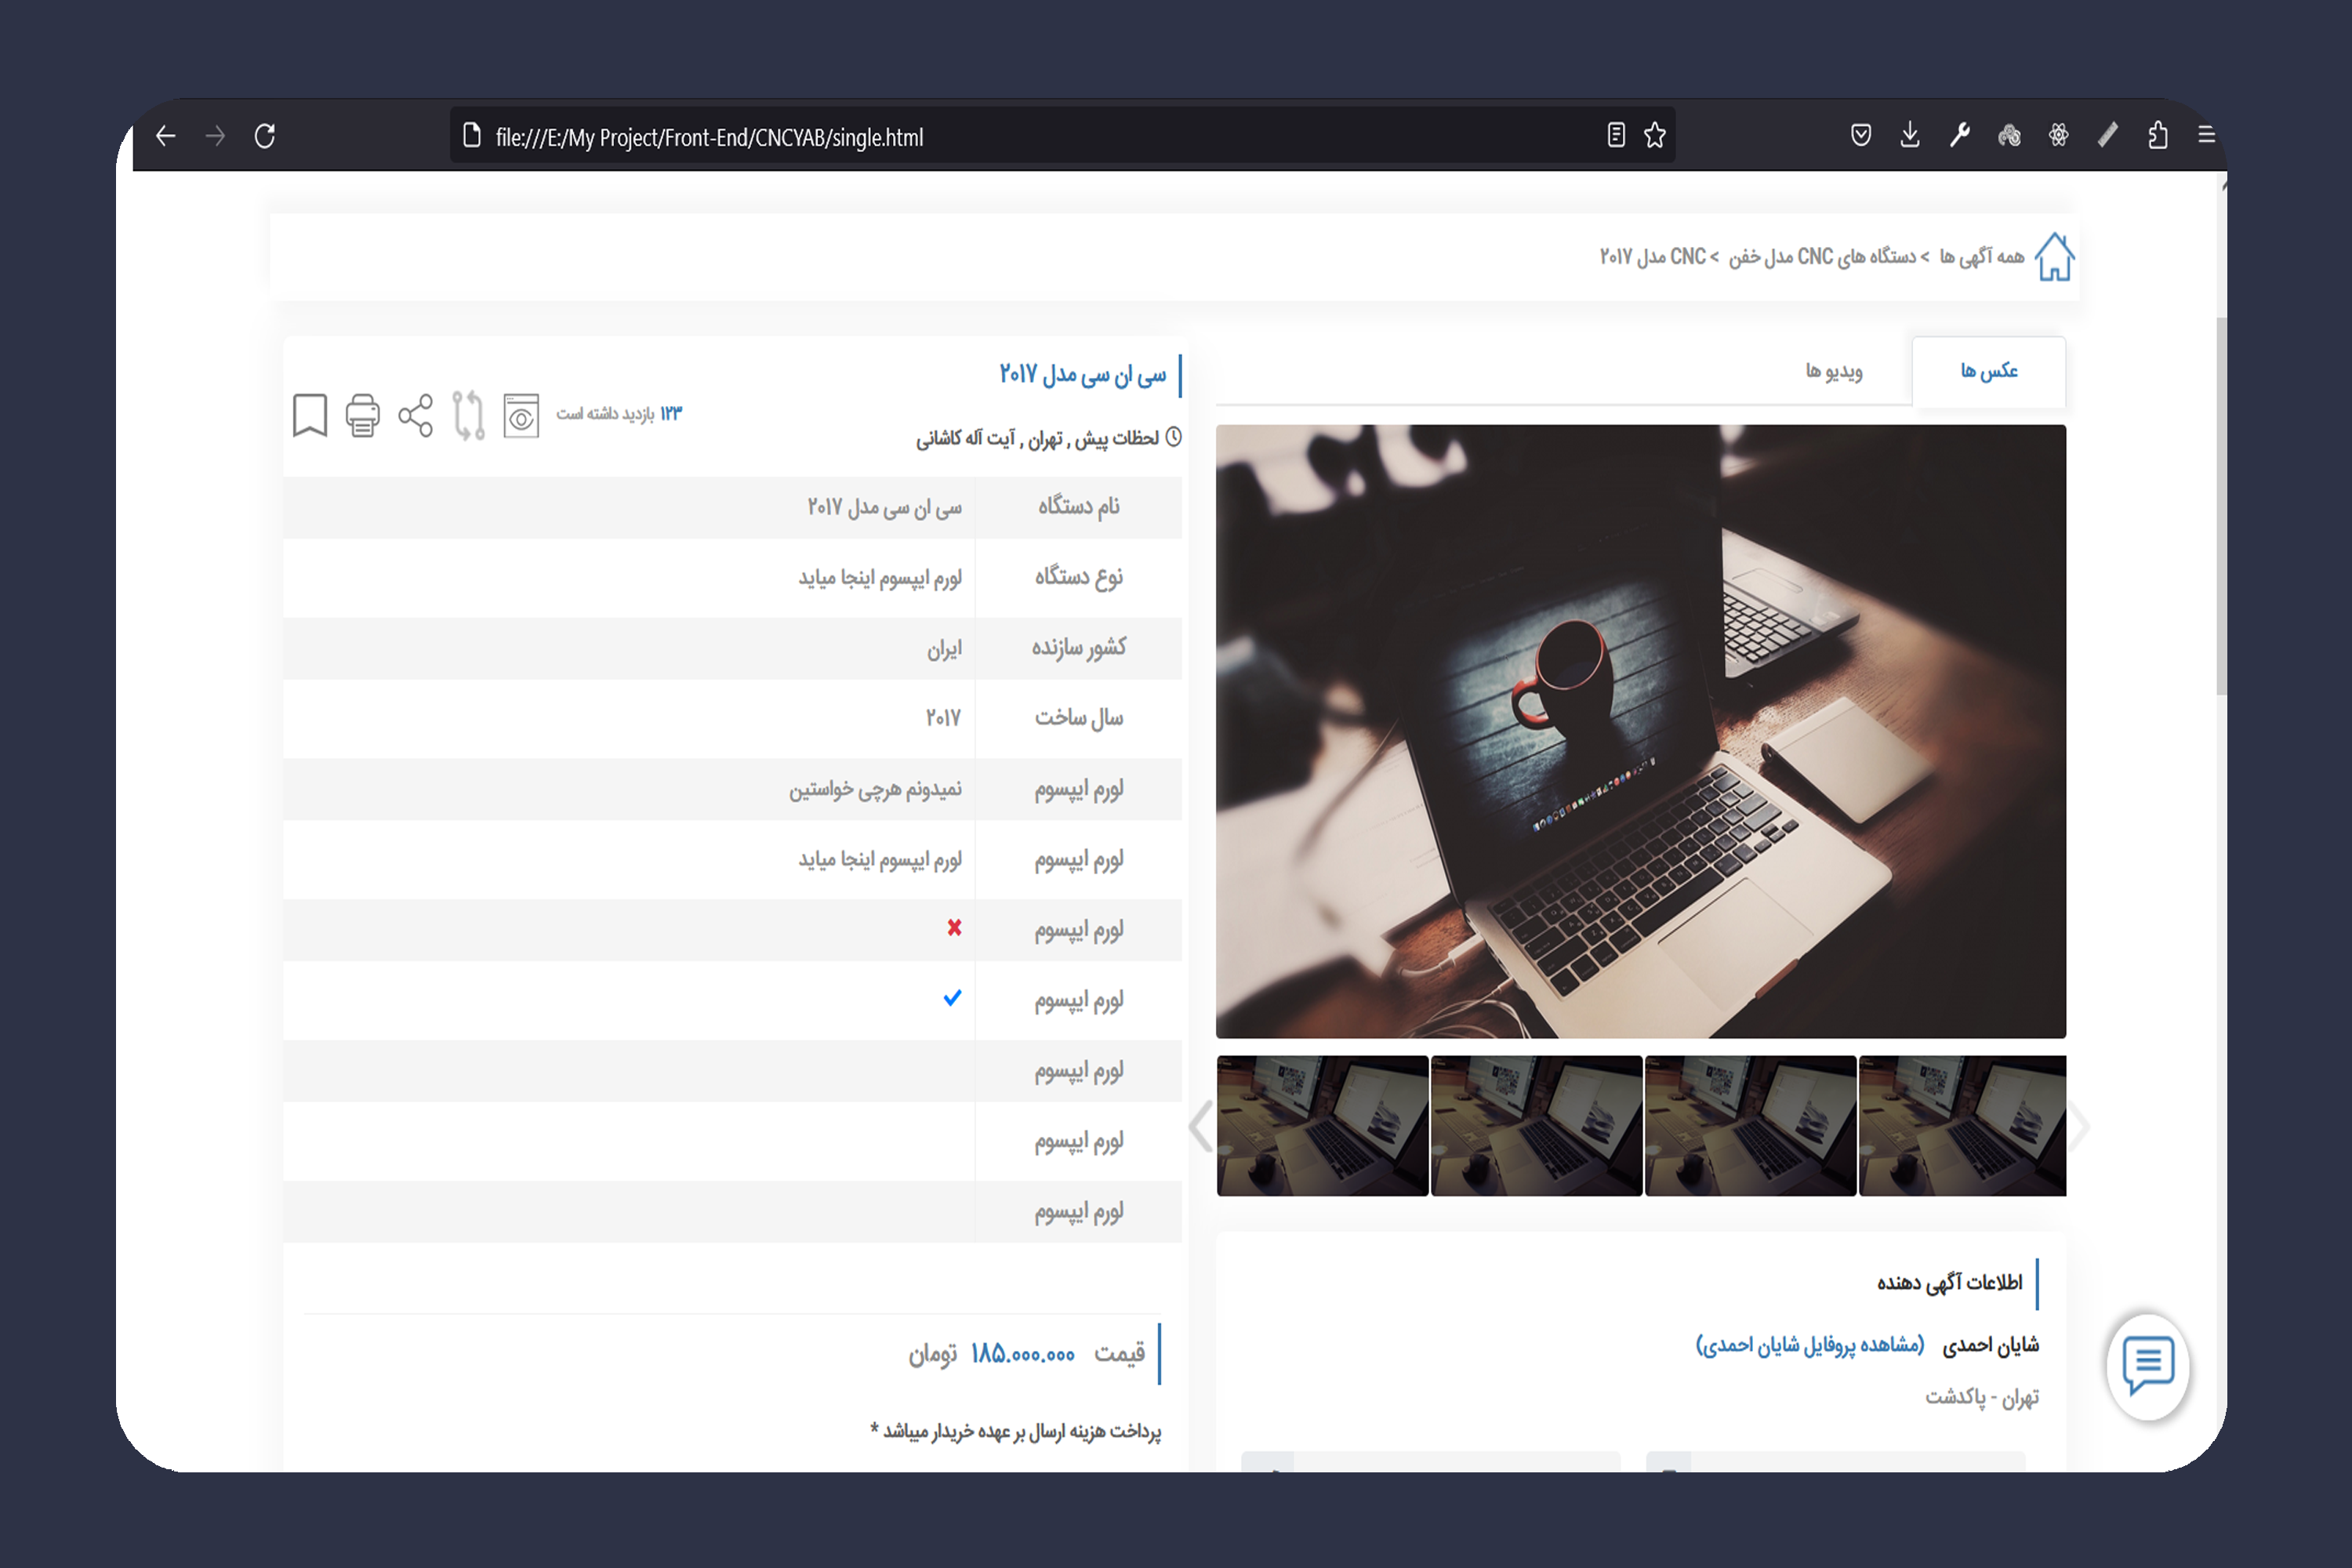 file:///E:/My Project/Front-End/CNCYAB/single.html
همه آگهی ها > دستگاه های CNC مدل خفن > CNC مدل ۲۰۱۷
عکس ها
ویدیو ها
سی ان سی مدل ۲۰۱۷
لحظات پیش , تهران , آیت آله کاشانی
۱۲۳ بازدید داشته است
نام دستگاه سی ان سی مدل ۲۰۱۷
نوع دستگاه لورم ایپسوم اینجا میاید
کشور سازنده ایران
سال ساخت ۲۰۱۷
لورم ایپسوم نمیدونم هرچی خواستین
لورم ایپسوم لورم ایپسوم اینجا میاید
لورم ایپسوم
لورم ایپسوم
لورم ایپسوم
لورم ایپسوم
لورم ایپسوم
قیمت ۱۸۵.۰۰۰.۰۰۰ تومان
پرداخت هزینه ارسال بر عهده خریدار میباشد *
اطلاعات آگهی دهنده
شایان احمدی (مشاهده پروفایل شایان احمدی)
تهران - پاکدشت